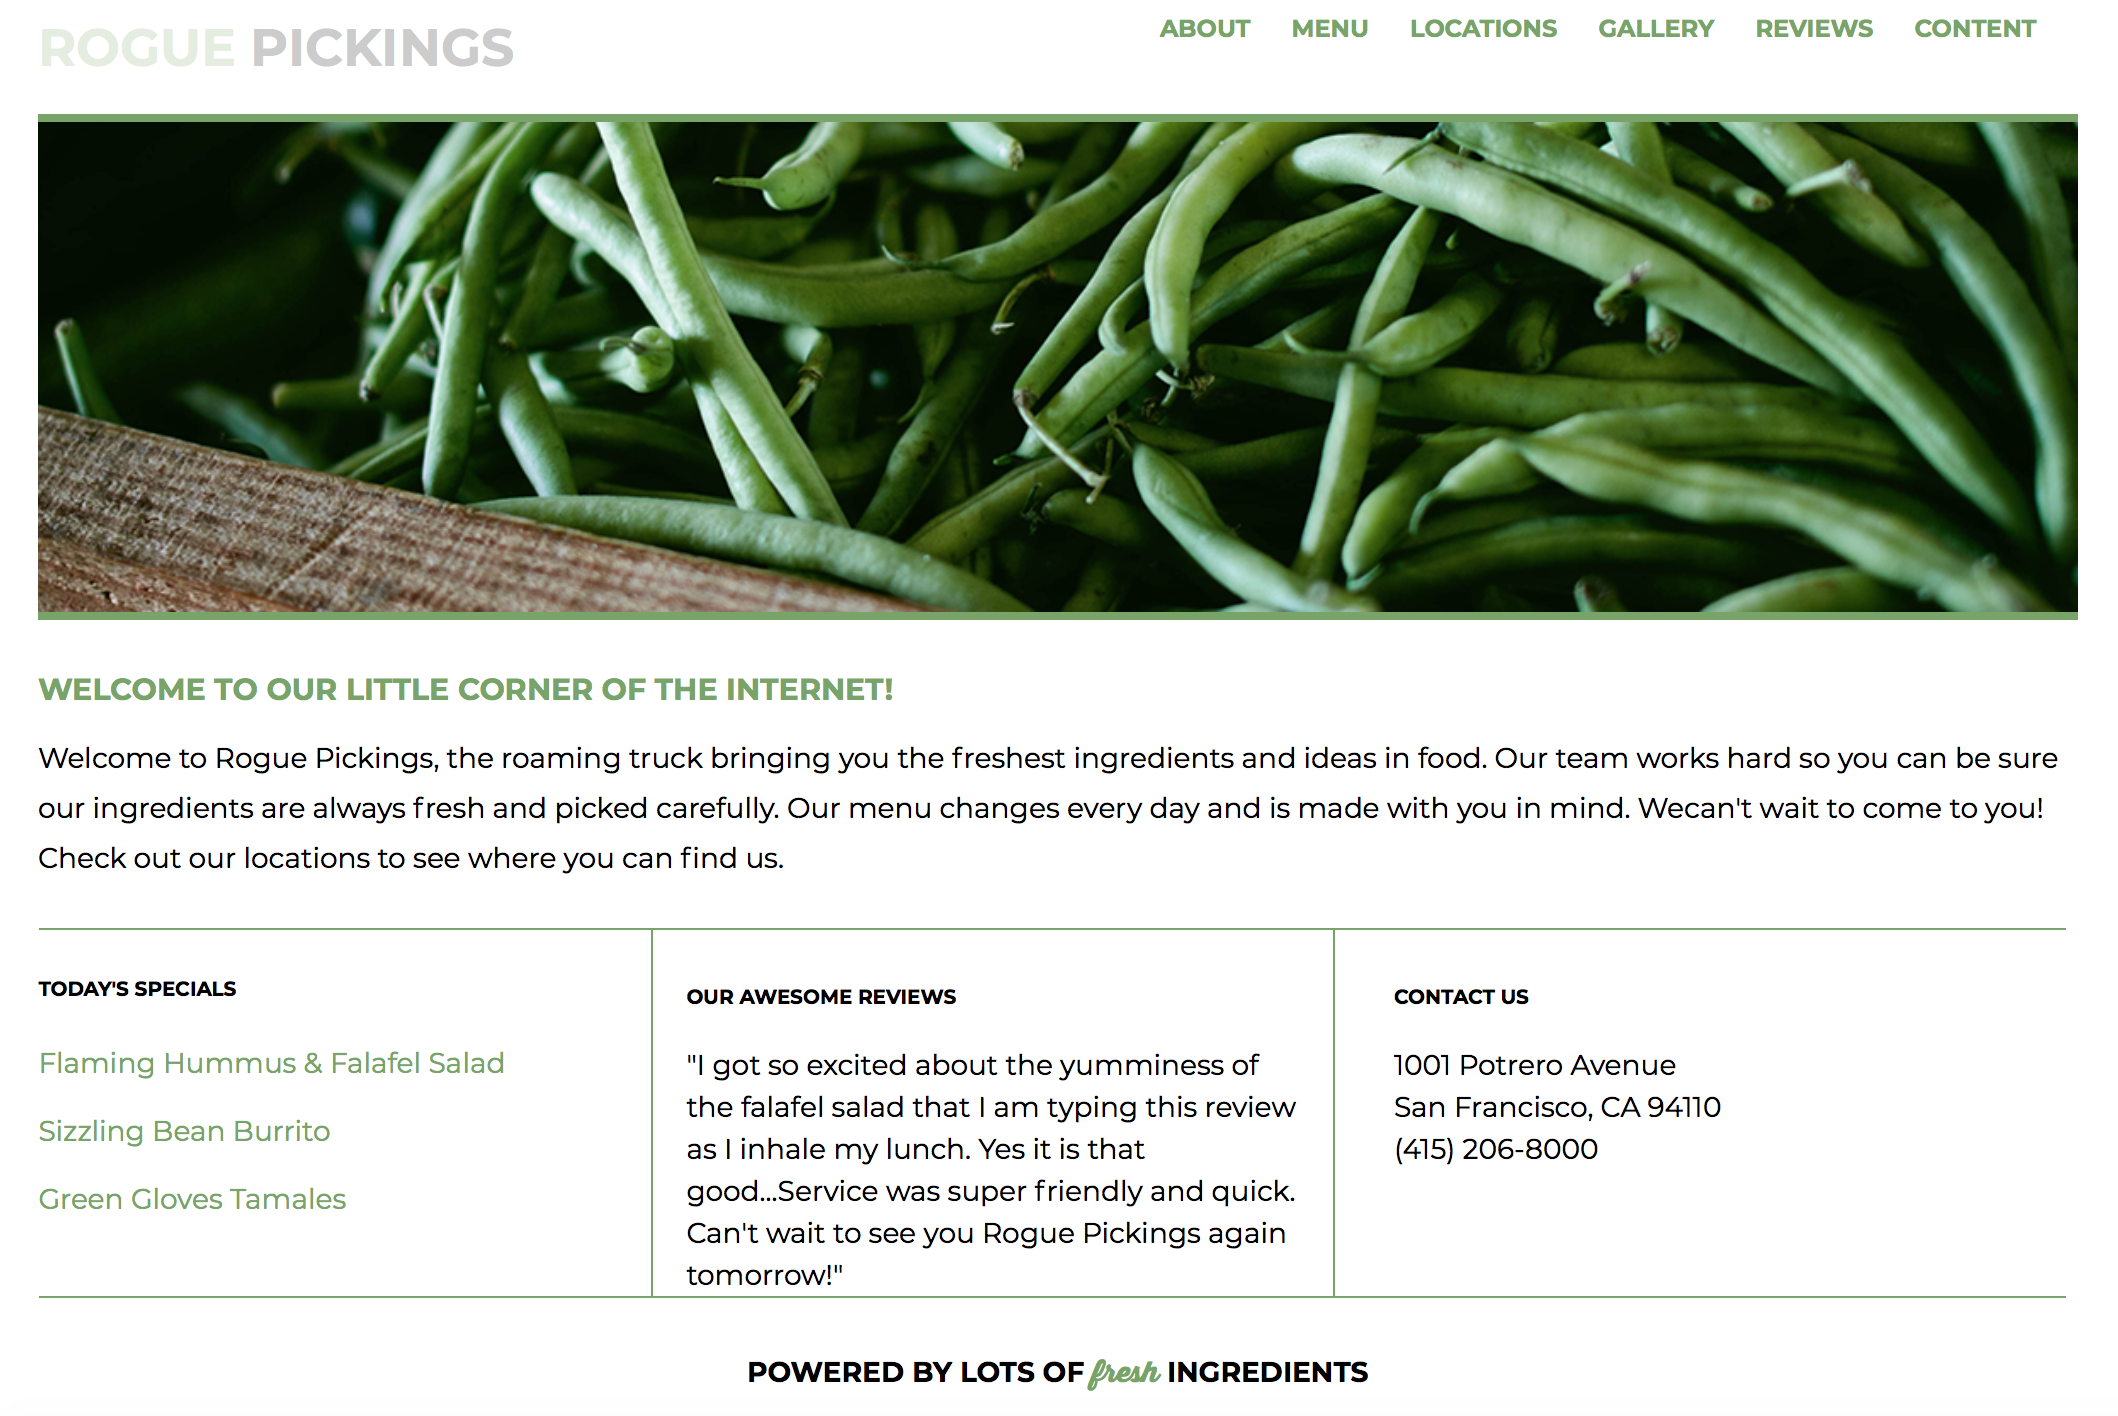 ROGUE PICKINGS
ABOUT MENU LOCATIONS GALLERY REVIEWS CONTENT
WELCOME TO OUR LITTLE CORNER OF THE INTERNET!
Welcome to Rogue Pickings, the roaming truck bringing you the freshest ingredients and ideas in food. Our team works hard so you can be sure
our ingredients are always fresh and picked carefully. Our menu changes every day and is made with you in mind. Wecan't wait to come to you!
Check out our locations to see where you can find us.
TODAY'S SPECIALS
Flaming Hummus & Falafel Salad
Sizzling Bean Burrito
Green Gloves Tamales
OUR AWESOME REVIEWS
"I got so excited about the yumminess of
the falafel salad that I am typing this review
as I inhale my lunch. Yes it is that
good...Service was super friendly and quick.
Can't wait to see you Rogue Pickings again
tomorrow!"
CONTACT US
1001 Potrero Avenue
San Francisco, CA 94110
(415) 206-8000
POWERED BY LOTS OF fresh INGREDIENTS